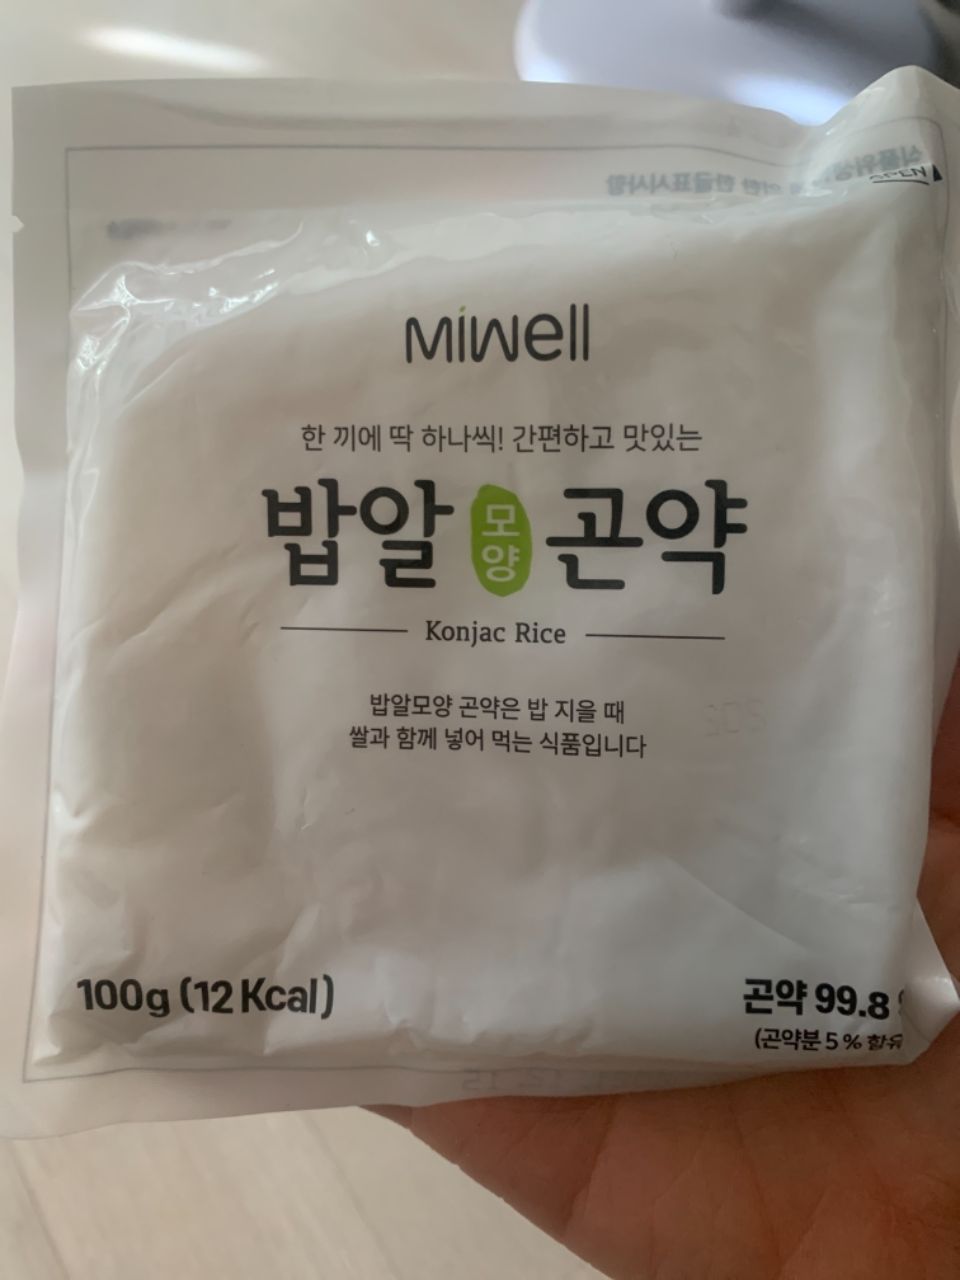 OPEN
Miwell
한 끼에 딱 하나씩! 간편하고 맛있는
밥알 모양 곤약
Konjac Rice
밥알모양 곤약은 밥 지을 때
쌀과 함께 넣어 먹는 식품입니다
100g (12 Kcal)
곤약 99.8
(곤약분 5 % 함유